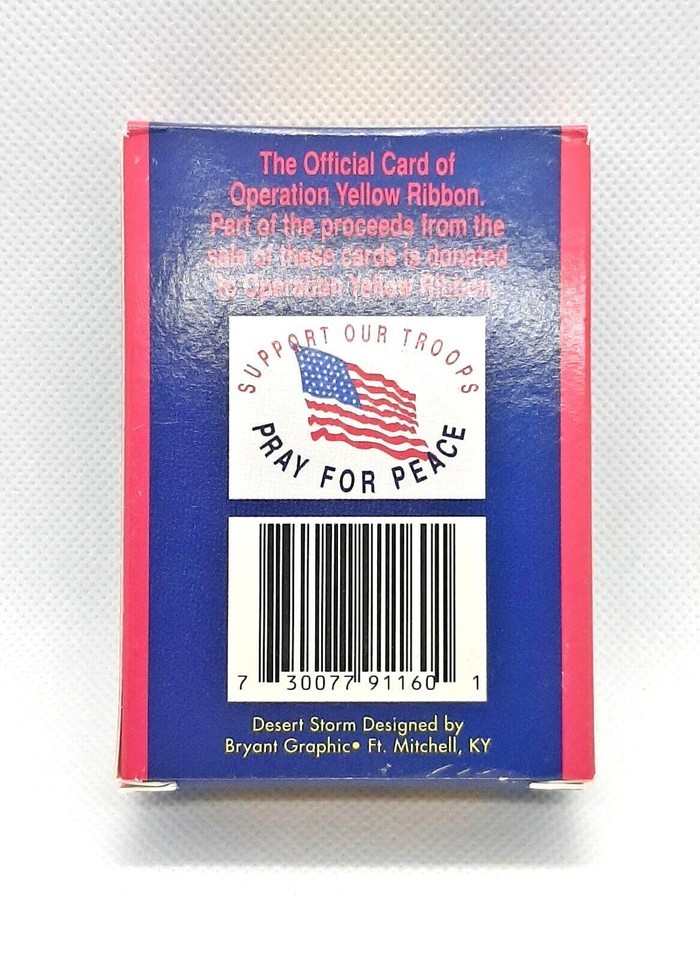 The Official Card of
Operation Yellow Ribbon.
Part of the proceeds from the
sale of these cards is donated
to Operation Yellow Ribbon.
SUPPORT OUR TROOPS
PRAY FOR PEACE
7 30077 91160 1
Desert Storm Designed by
Bryant Graphic• Ft. Mitchell, KY